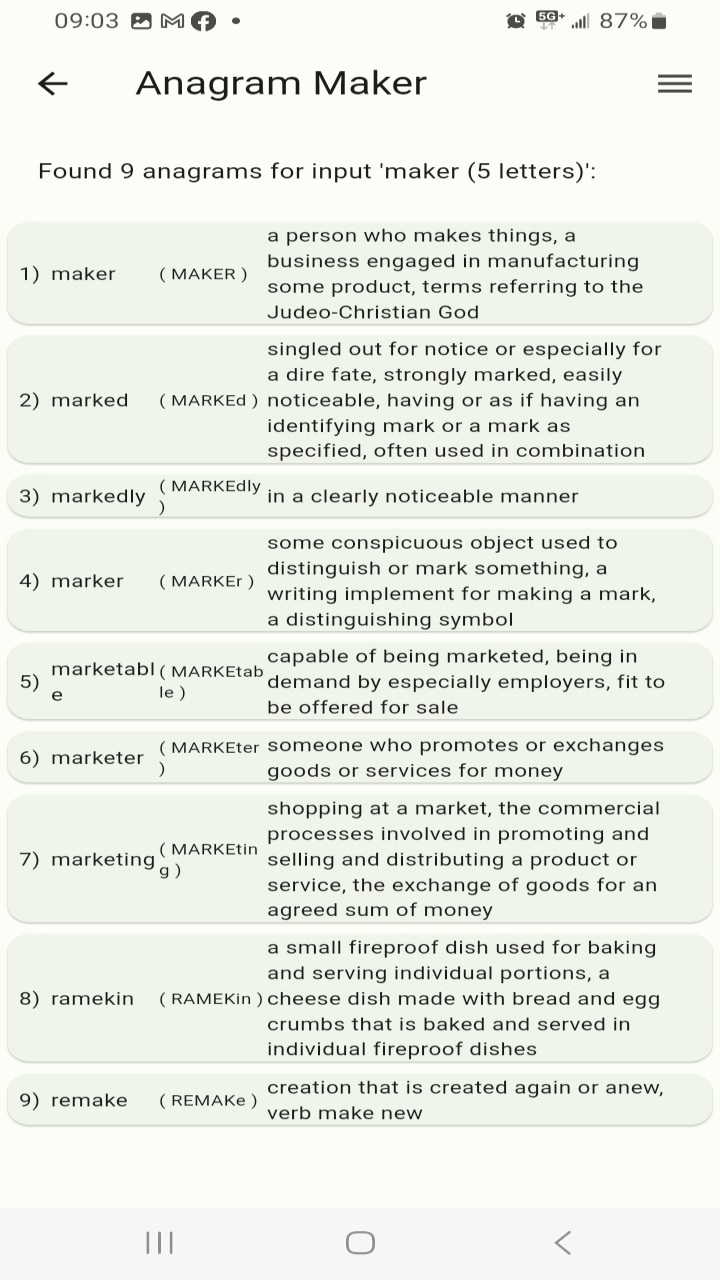 09:03 87%
5G+
Anagram Maker
Found 9 anagrams for input 'maker (5 letters)':
1) maker ( MAKER )
a person who makes things, a
business engaged in manufacturing
some product, terms referring to the
Judeo-Christian God
2) marked ( MARKEd )
singled out for notice or especially for
a dire fate, strongly marked, easily
noticeable, having or as if having an
identifying mark or a mark as
specified, often used in combination
3) markedly ( MARKEdly
)
in a clearly noticeable manner
4) marker ( MARKEr )
some conspicuous object used to
distinguish or mark something, a
writing implement for making a mark,
a distinguishing symbol
5) marketabl
e
( MARKEtab
le )
capable of being marketed, being in
demand by especially employers, fit to
be offered for sale
6) marketer ( MARKEter
)
someone who promotes or exchanges
goods or services for money
7) marketing ( MARKEtin
g )
shopping at a market, the commercial
processes involved in promoting and
selling and distributing a product or
service, the exchange of goods for an
agreed sum of money
8) ramekin ( RAMEKin )
a small fireproof dish used for baking
and serving individual portions, a
cheese dish made with bread and egg
crumbs that is baked and served in
individual fireproof dishes
9) remake ( REMAKe )
creation that is created again or anew,
verb make new